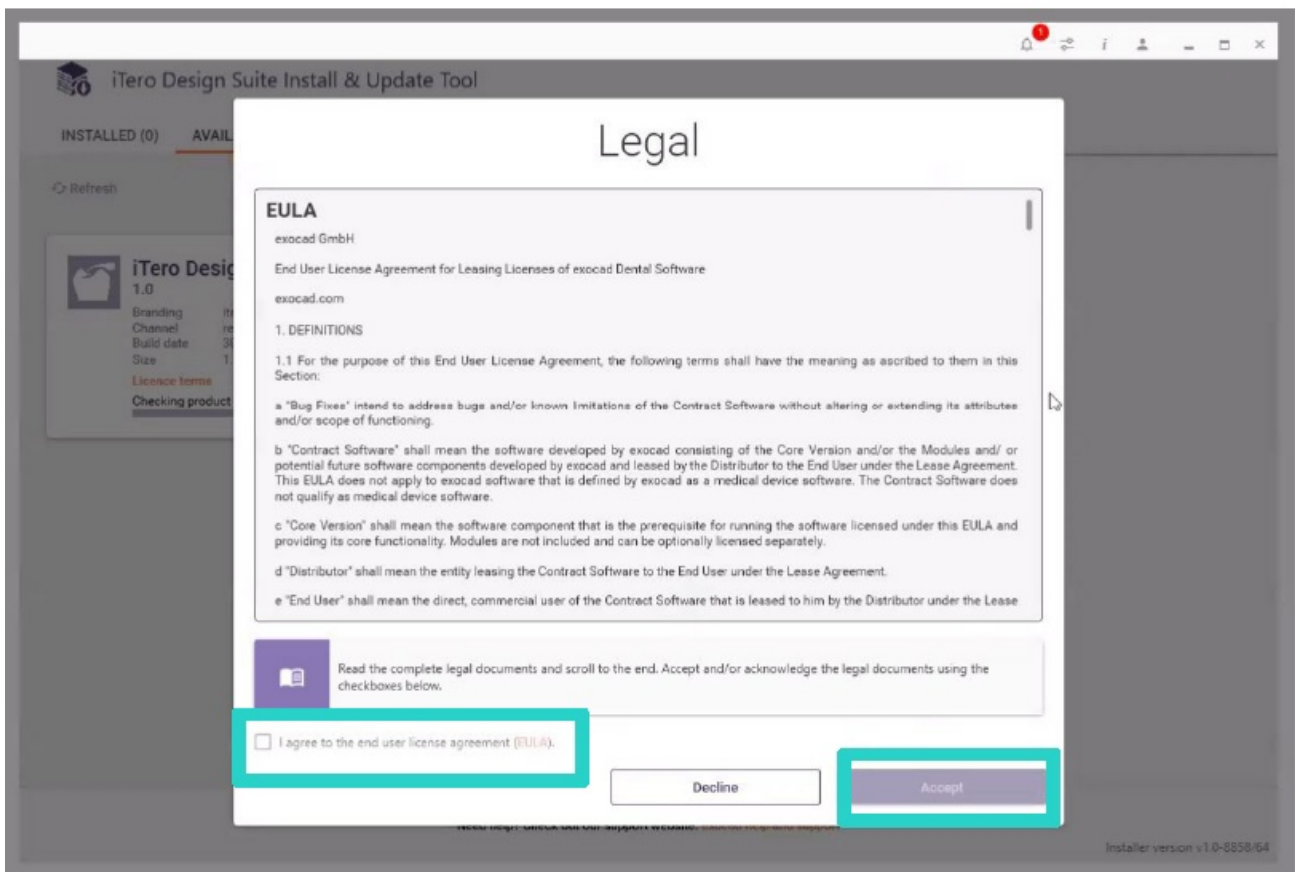 1
i
iTero Design Suite Install & Update Tool
INSTALLED (0) AVAIL
Refresh
iTero Desig
1.0
Branding
Channel re
Build date 30
Size 1.
Licence terms
Checking product
Legal
EULA
exocad GmbH
End User License Agreement for Leasing Licenses of exocad Dental Software
exocad.com
1. DEFINITIONS
1.1 For the purpose of this End User License Agreement, the following terms shall have the meaning as ascribed to them in this
Section:
a "Bug Fixes" intend to address bugs and/or known limitations of the Contract Software without altering or extending its attributes
and/or scope of functioning.
b "Contract Software" shall mean the software developed by exocad consisting of the Core Version and/or the Modules and/ or
potential future software components developed by exocad and leased by the Distributor to the End User under the Lease Agreement.
This EULA does not apply to exocad software that is defined by exocad as a medical device software. The Contract Software does
not qualify as medical device software.
c "Core Version" shall mean the software component that is the prerequisite for running the software licensed under this EULA and
providing its core functionality. Modules are not included and can be optionally licensed separately.
d "Distributor" shall mean the entity leasing the Contract Software to the End User under the Lease Agreement.
e "End User" shall mean the direct, commercial user of the Contract Software that is leased to him by the Distributor under the Lease
Read the complete legal documents and scroll to the end. Accept and/or acknowledge the legal documents using the
checkboxes below.
I agree to the end user license agreement (EULA).
Decline Accept
Need help? Check out our support website: exocad help and support
Installer version v1.0-8858/64